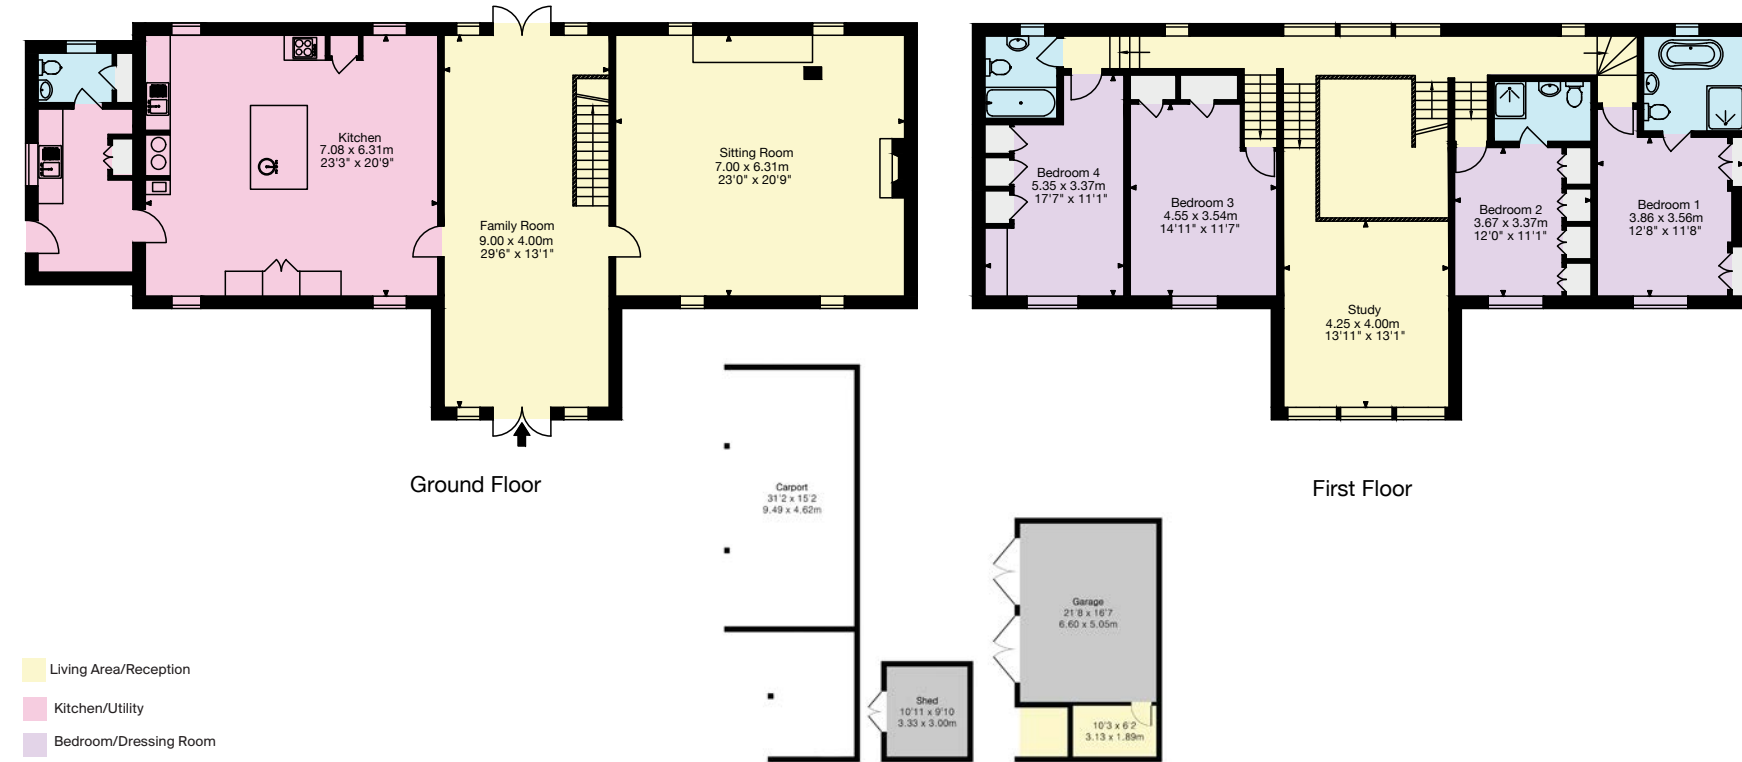 Kitchen
7.08 x 6.31m
23'3" x 20'9"
Family Room
9.00 x 4.00m
29'6" x 13'1"
Sitting Room
7.00 x 6.31m
23'0" x 20'9"
Ground Floor
Bedroom 4
5.35 x 3.37m
17'7" x 11'1"
Bedroom 3
4.55 x 3.54m
14'11" x 11'7"
Study
4.25 x 4.00m
13'11" x 13'1"
Bedroom 2
3.67 x 3.37m
12'0" x 11'1"
Bedroom 1
3.86 x 3.56m
12'8" x 11'8"
First Floor
Carport
31'2 x 15'2
9.49 x 4.62m
Garage
21'8 x 16'7
6.60 x 5.05m
Shed
10'11 x 9'10
3.33 x 3.00m
10'3 x 6'2
3.13 x 1.89m
Living Area/Reception
Kitchen/Utility
Bedroom/Dressing Room